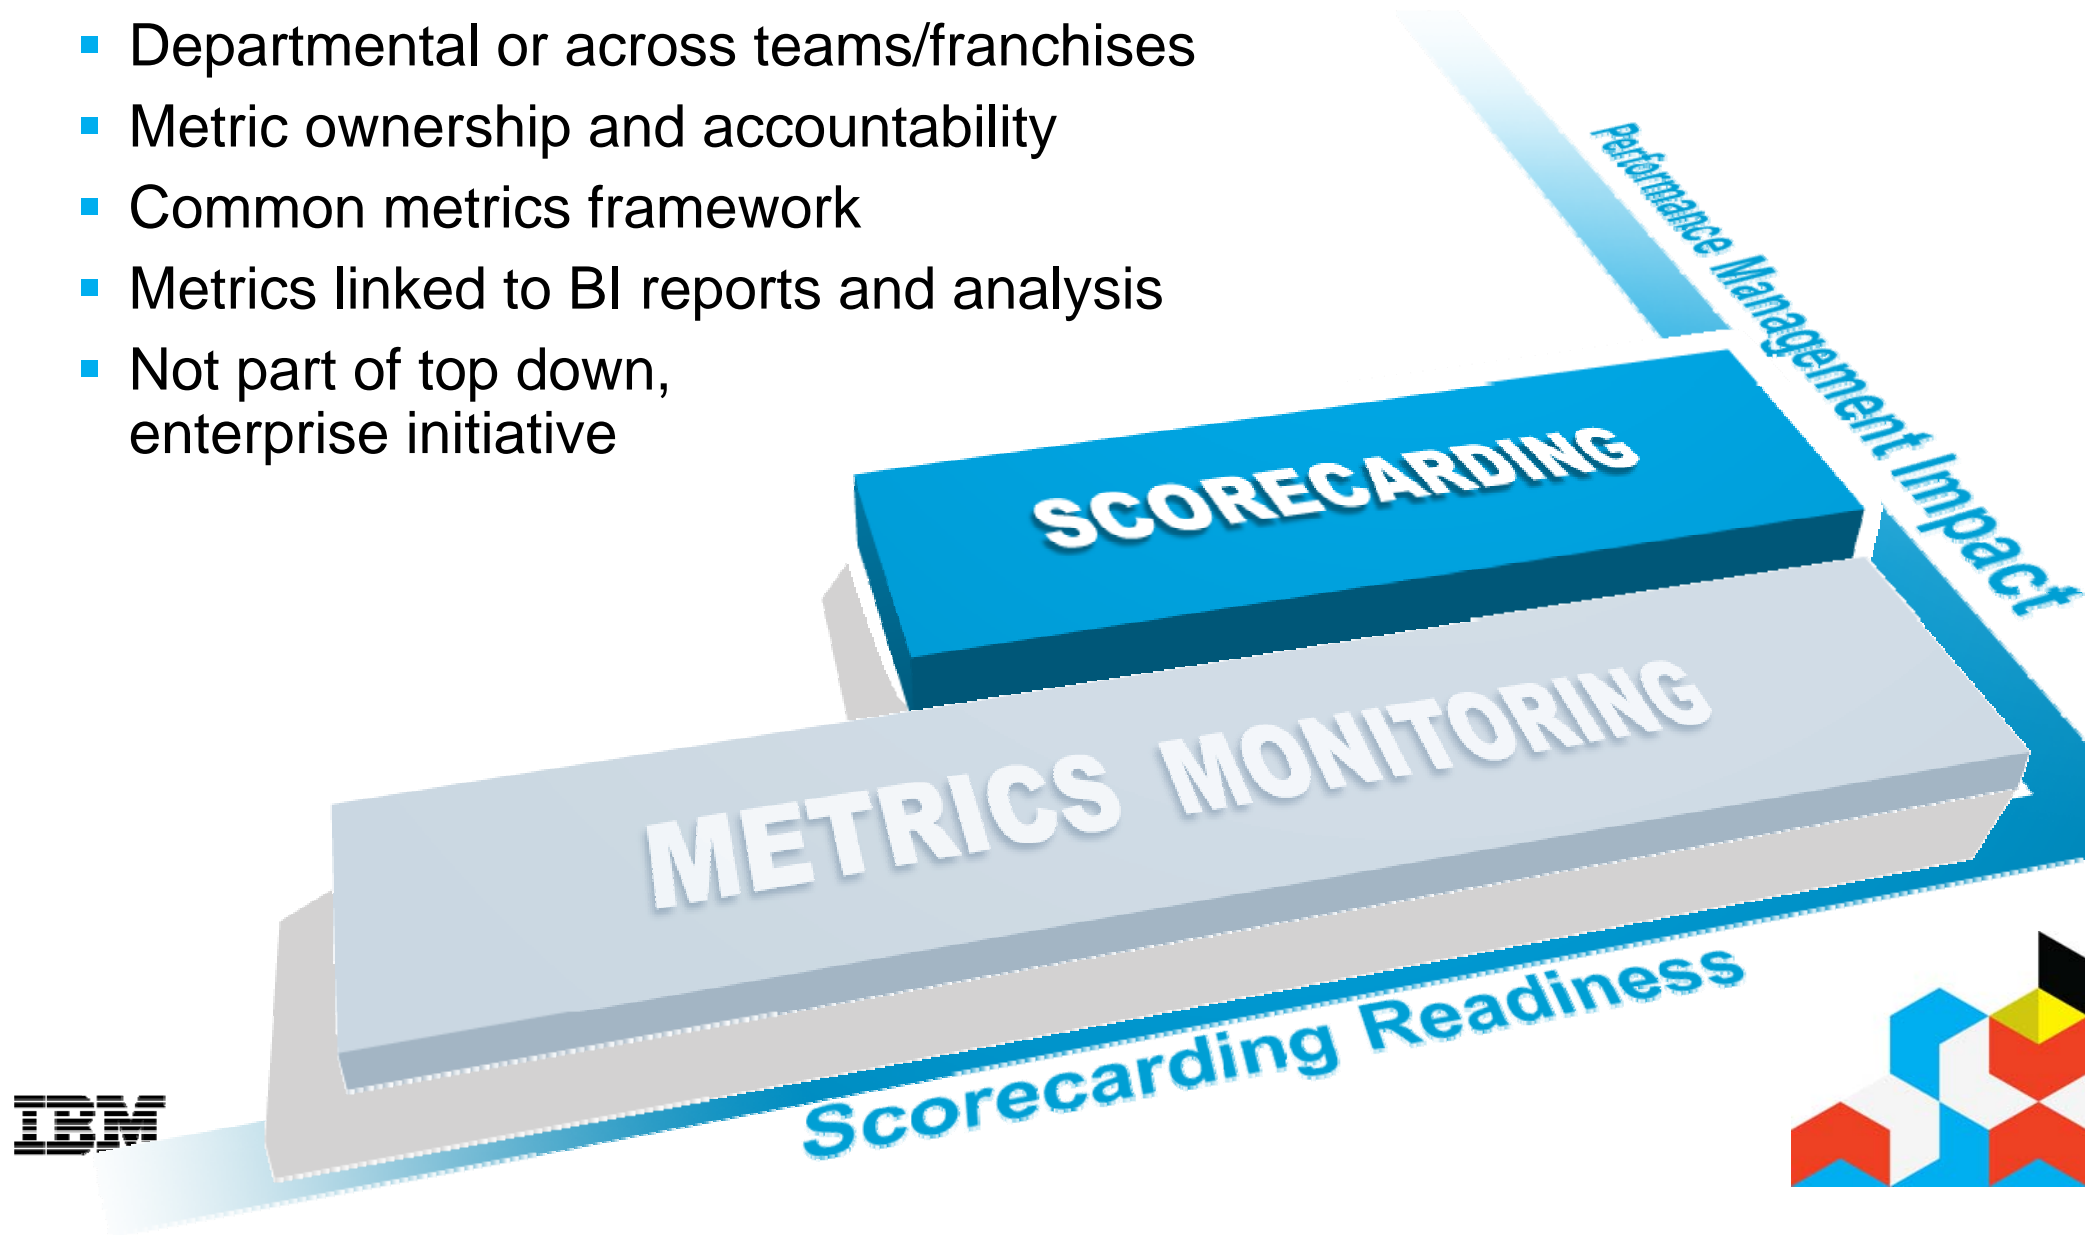 Departmental or across teams/franchises
Metric ownership and accountability
Common metrics framework
Metrics linked to BI reports and analysis
Not part of top down,
enterprise initiative
Performance Management Impact
SCORECARDING
METRICS MONITORING
Scorecarding Readiness
IBM